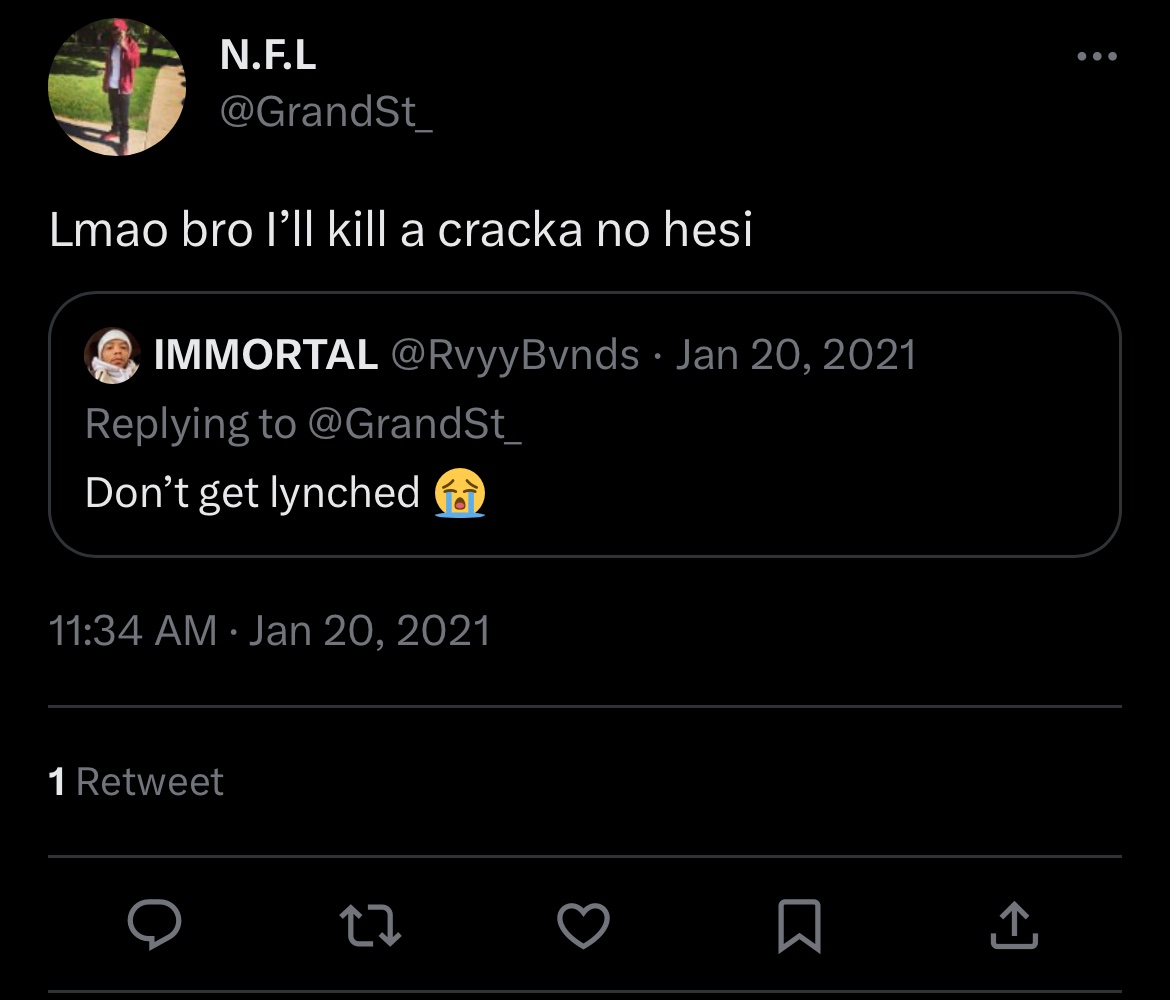 N.F.L
@GrandSt_
Lmao bro I’ll kill a cracka no hesi
IMMORTAL @RvyyBvnds · Jan 20, 2021
Replying to @GrandSt_
Don’t get lynched 😭
11:34 AM · Jan 20, 2021
1 Retweet